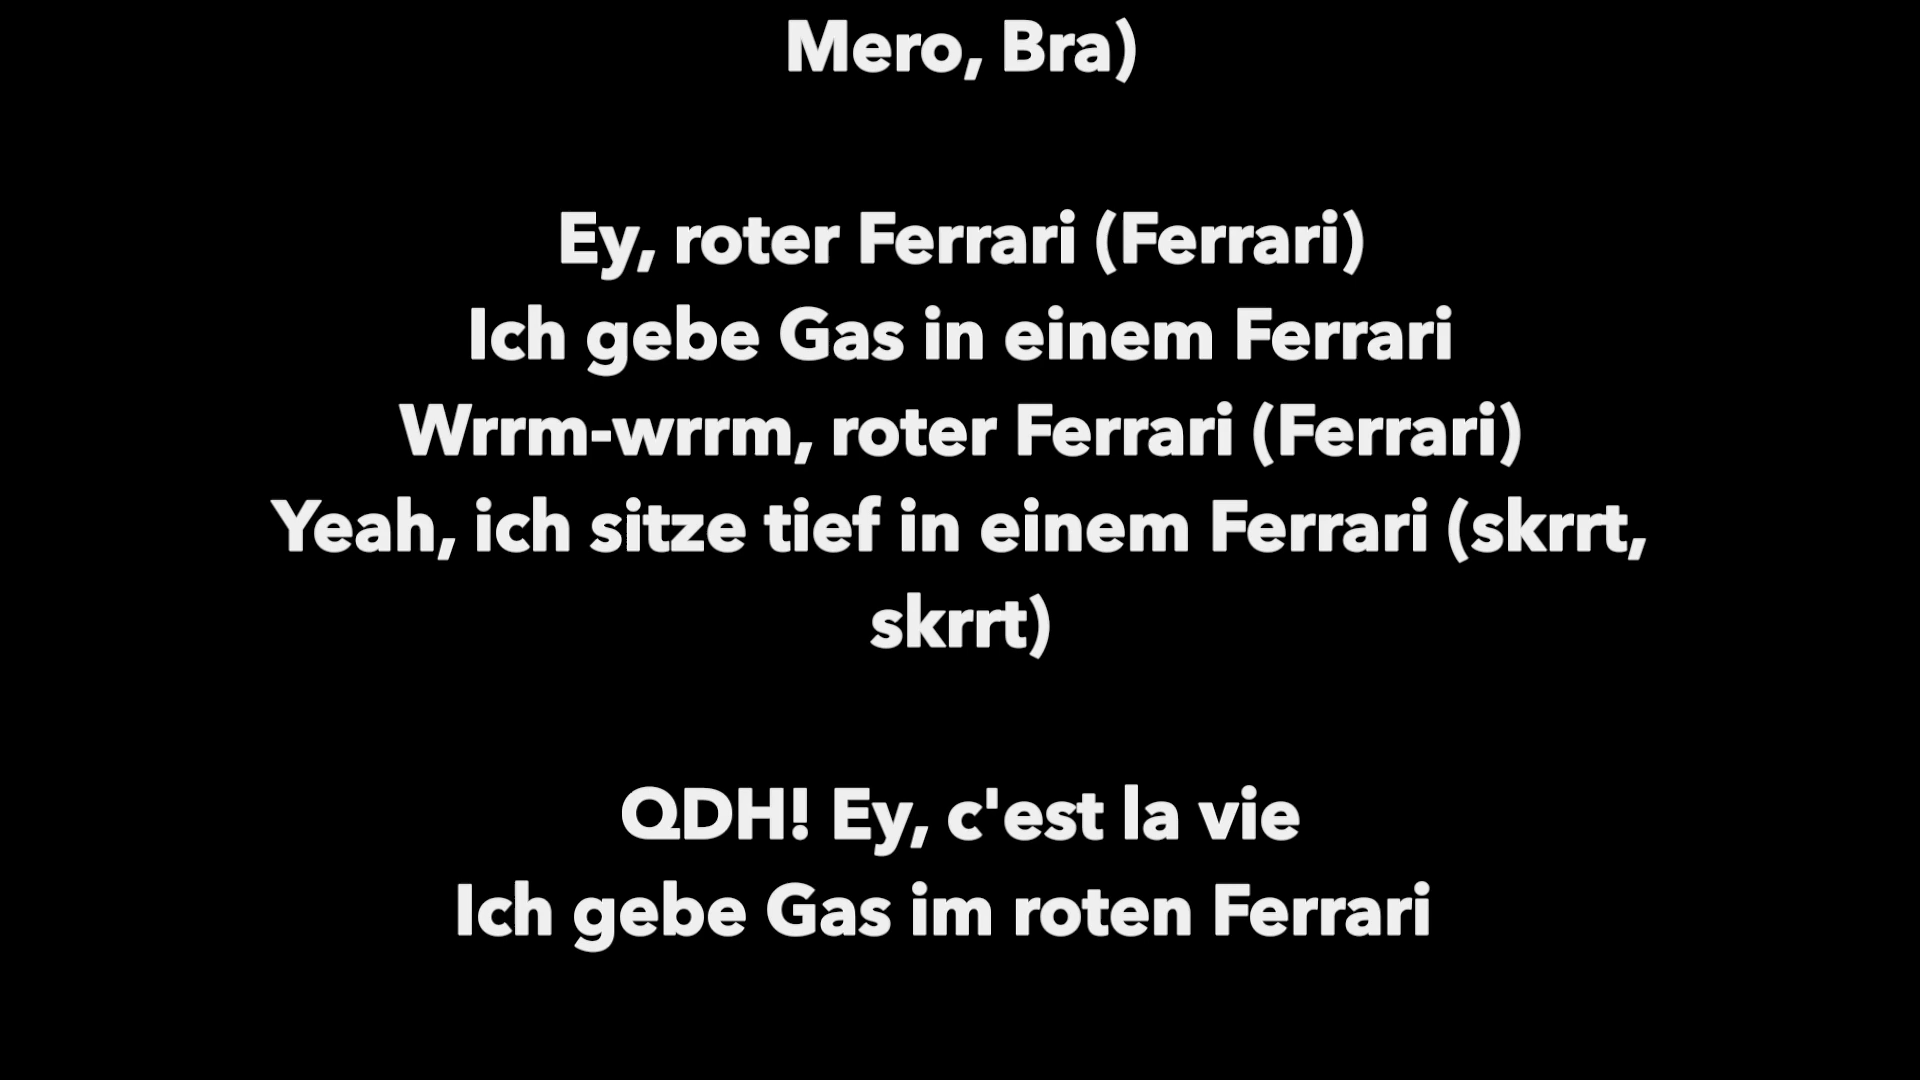 Mero, Bra)
Ey, roter Ferrari (Ferrari)
Ich gebe Gas in einem Ferrari
Wrrm-wrrm, roter Ferrari (Ferrari)
Yeah, ich sitze tief in einem Ferrari (skrrt,
skrrt)
QDH! Ey, c'est la vie
Ich gebe Gas im roten Ferrari